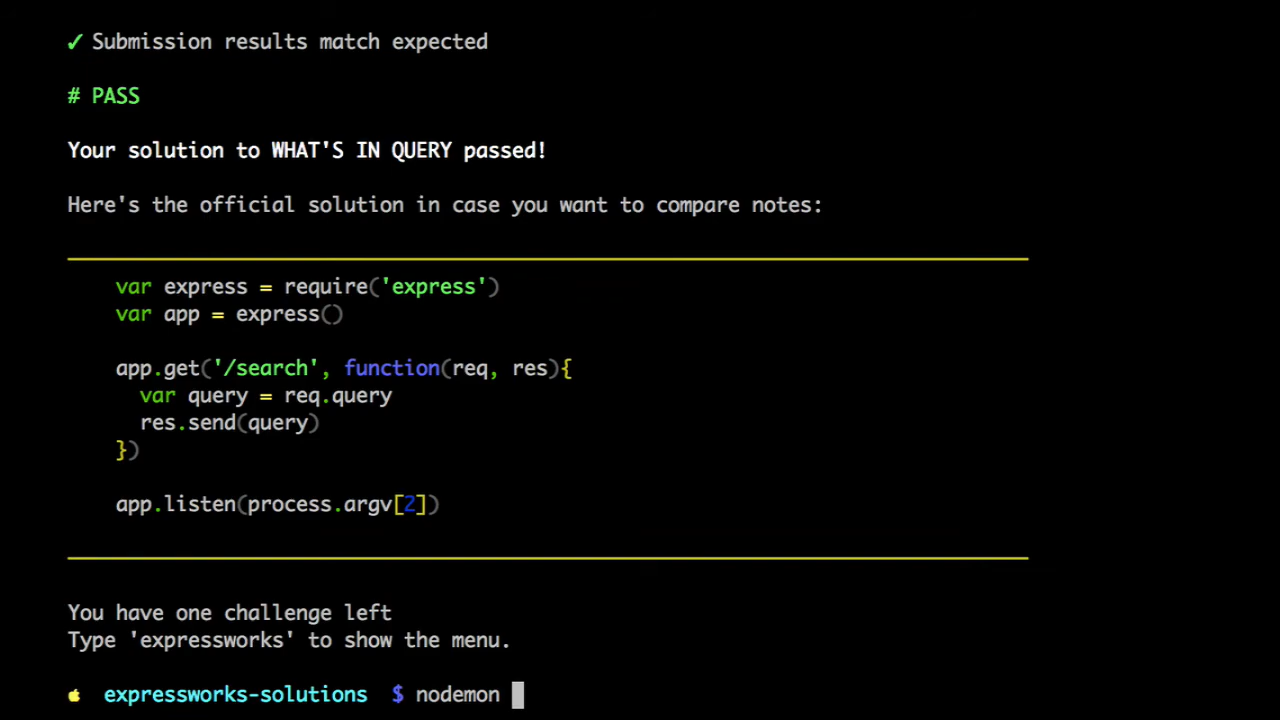 ✓ Submission results match expected
# PASS
Your solution to WHAT'S IN QUERY passed!
Here's the official solution in case you want to compare notes:
var express = require('express')
var app = express()
app.get('/search', function(req, res){
var query = req.query
res.send(query)
})
app.listen(process.argv[2])
You have one challenge left
Type 'expressworks' to show the menu.
expressworks-solutions $ nodemon